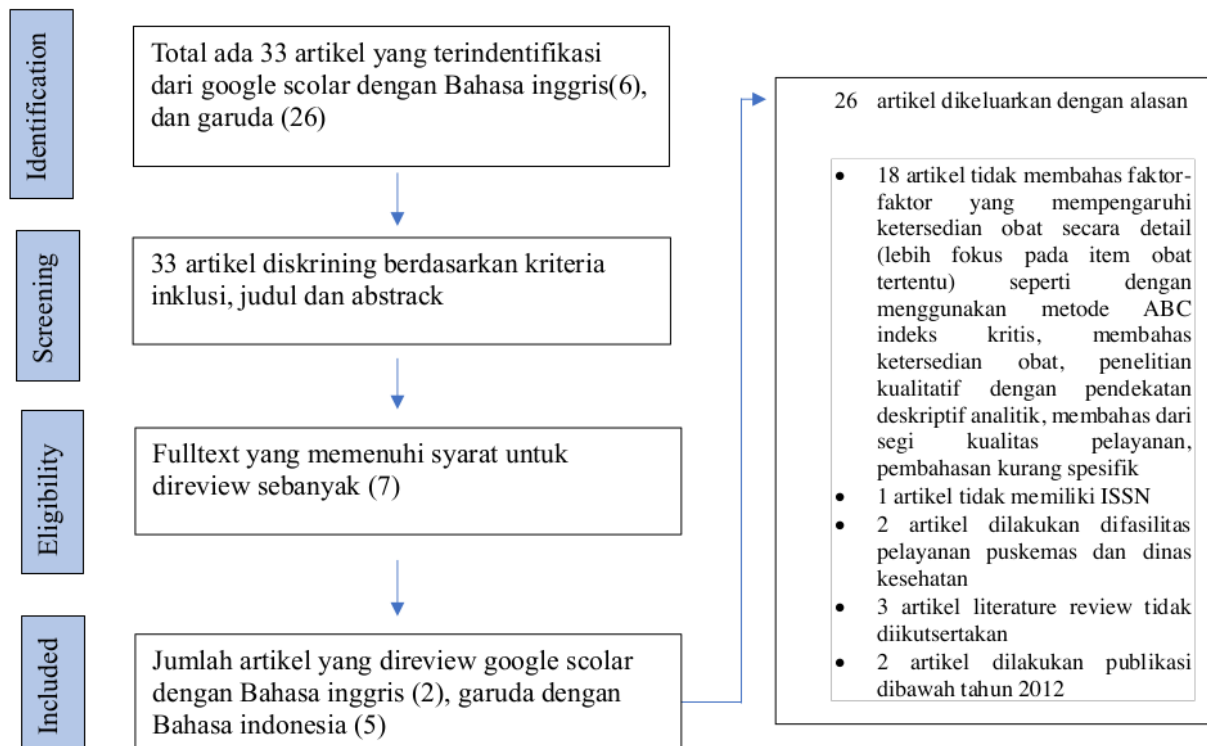 Identification
Total ada 33 artikel yang terindentifikasi
dari google scolar dengan Bahasa inggris(6),
dan garuda (26)
Screening
33 artikel diskrining berdasarkan kriteria
inklusi, judul dan abstrack
Eligibility
Fulltext yang memenuhi syarat untuk
direview sebanyak (7)
Included
Jumlah artikel yang direview google scolar
dengan Bahasa inggris (2), garuda dengan
Bahasa indonesia (5)
26 artikel dikeluarkan dengan alasan
• 18 artikel tidak membahas faktor-
faktor yang mempengaruhi
ketersedian obat secara detail
(lebih fokus pada item obat
tertentu) seperti dengan
menggunakan metode ABC
indeks kritis, membahas
ketersedian obat, penelitian
kualitatif dengan pendekatan
deskriptif analitik, membahas dari
segi kualitas pelayanan,
pembahasan kurang spesifik
• 1 artikel tidak memiliki ISSN
• 2 artikel dilakukan difasilitas
pelayanan puskemas dan dinas
kesehatan
• 3 artikel literature review tidak
diikutsertakan
• 2 artikel dilakukan publikasi
dibawah tahun 2012